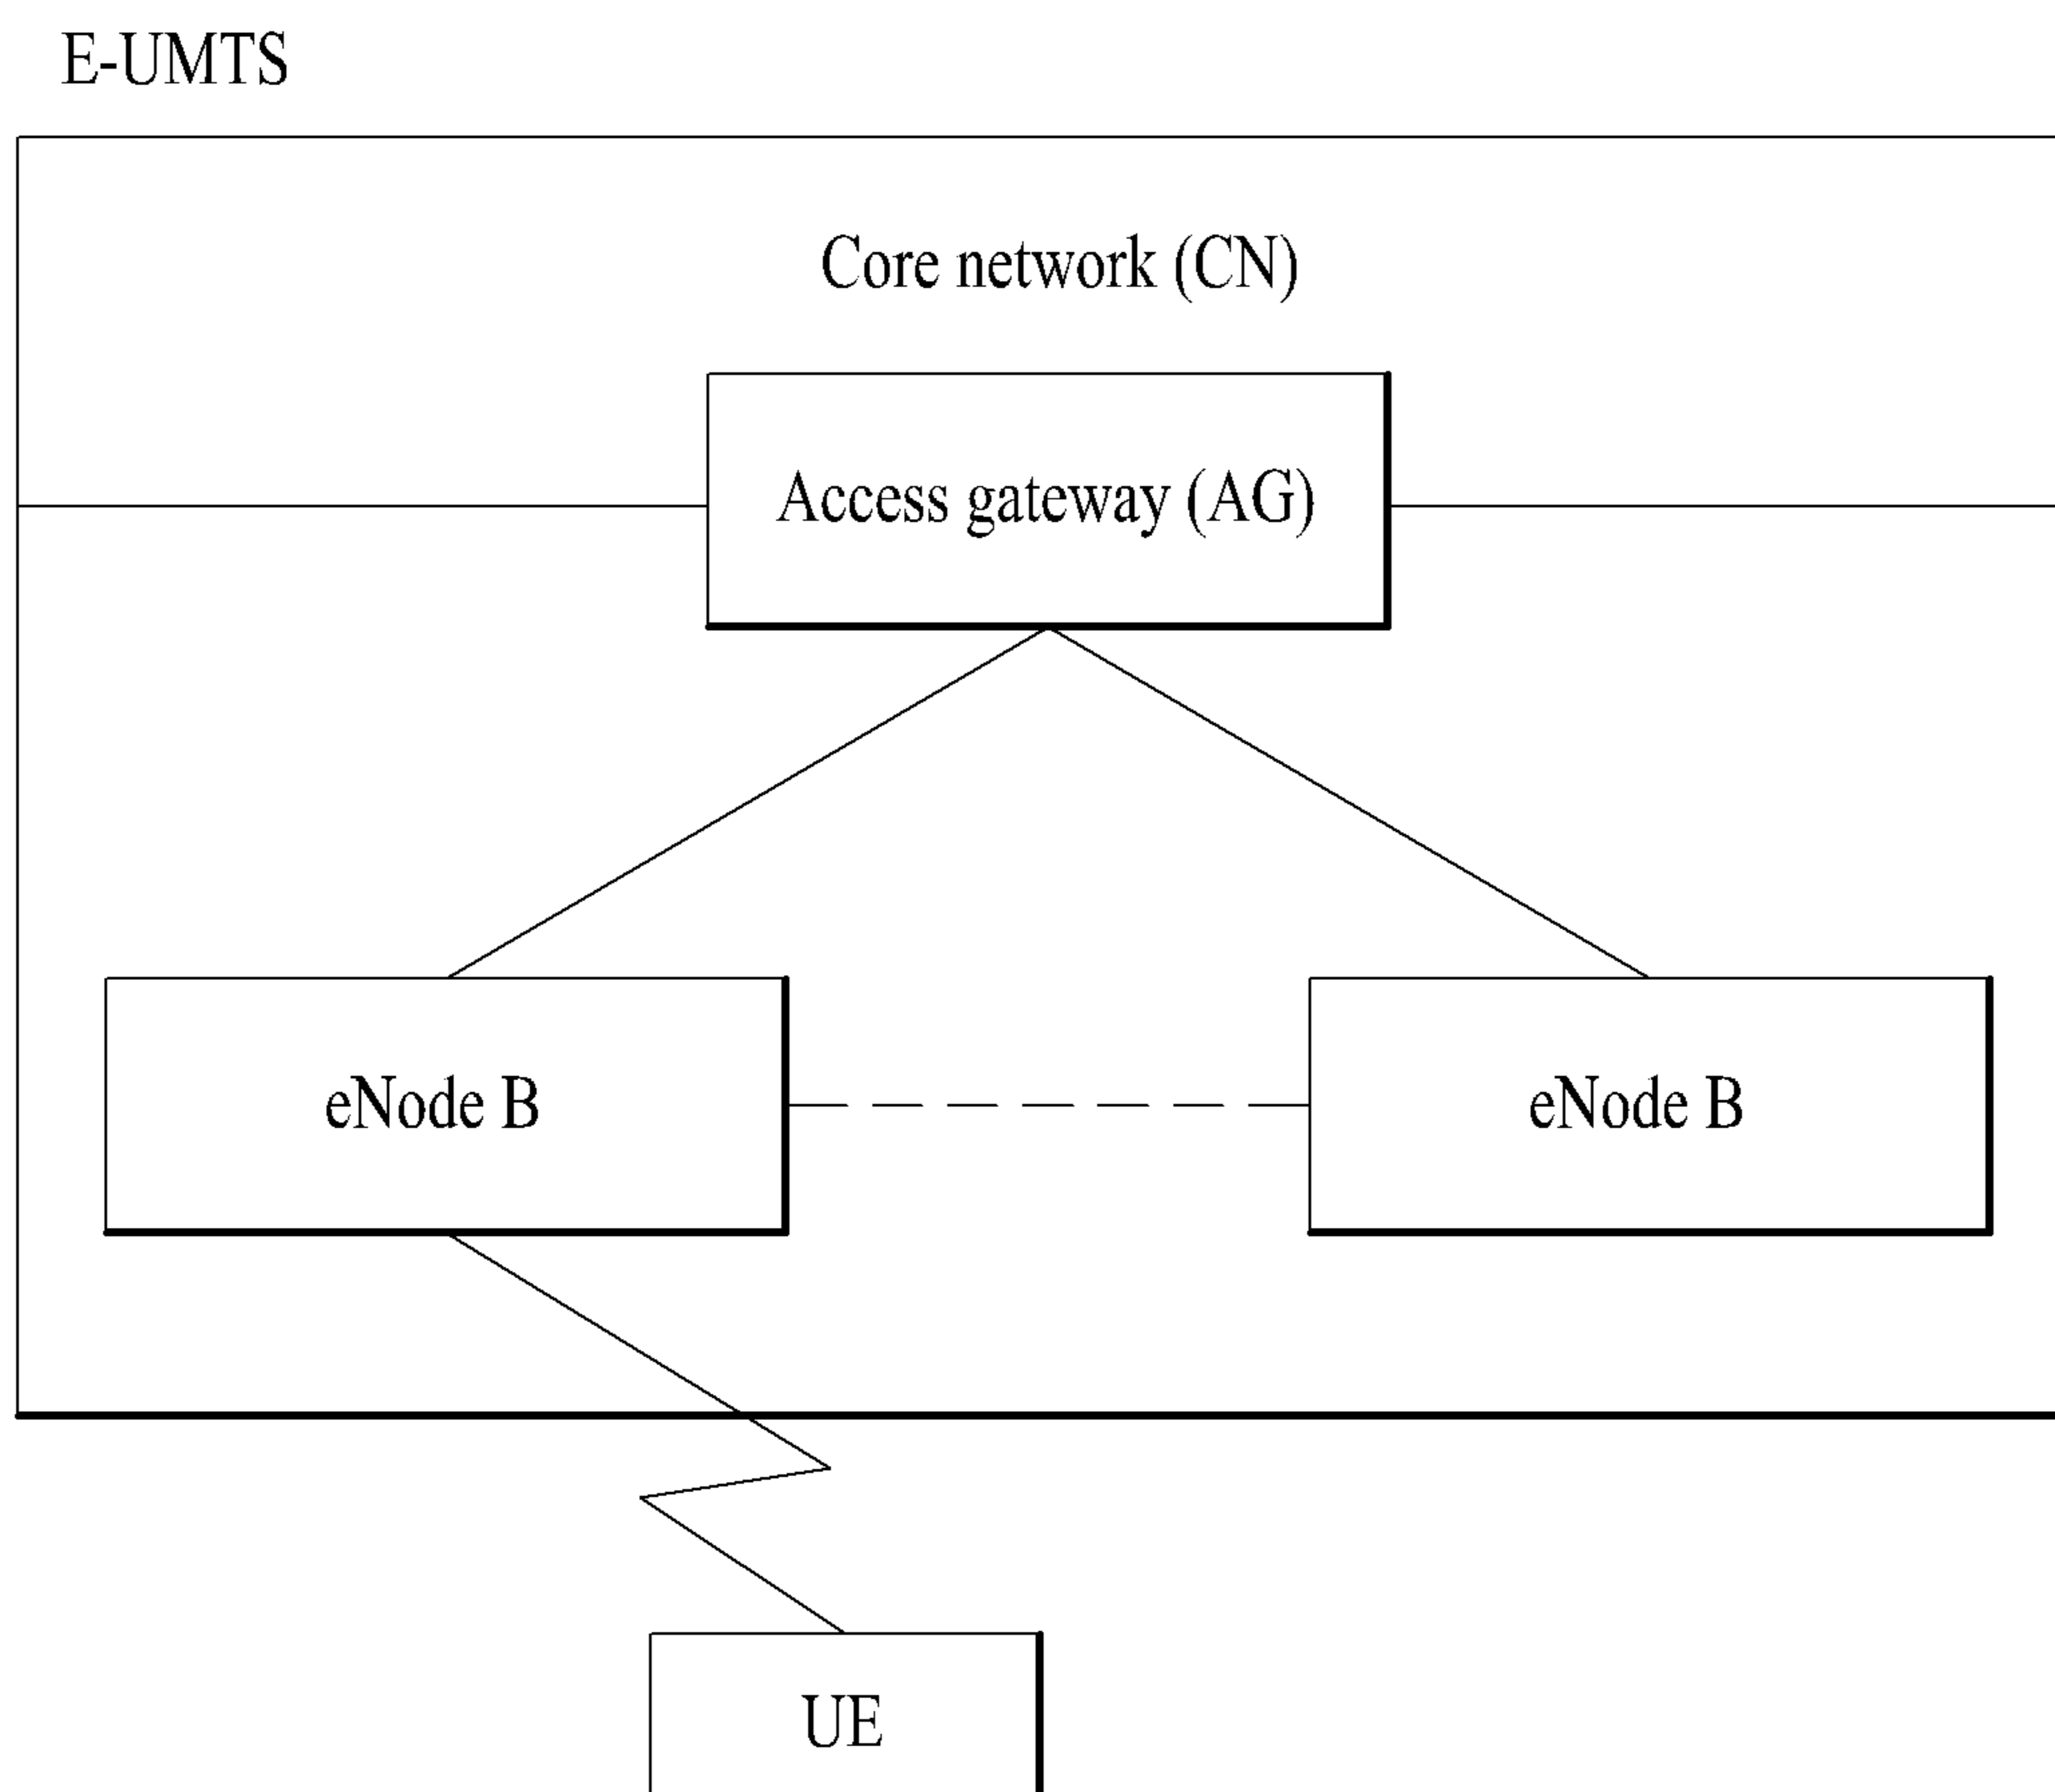 E-UMTS
Core network (CN)
Access gateway (AG)
eNode B
eNode B
UE